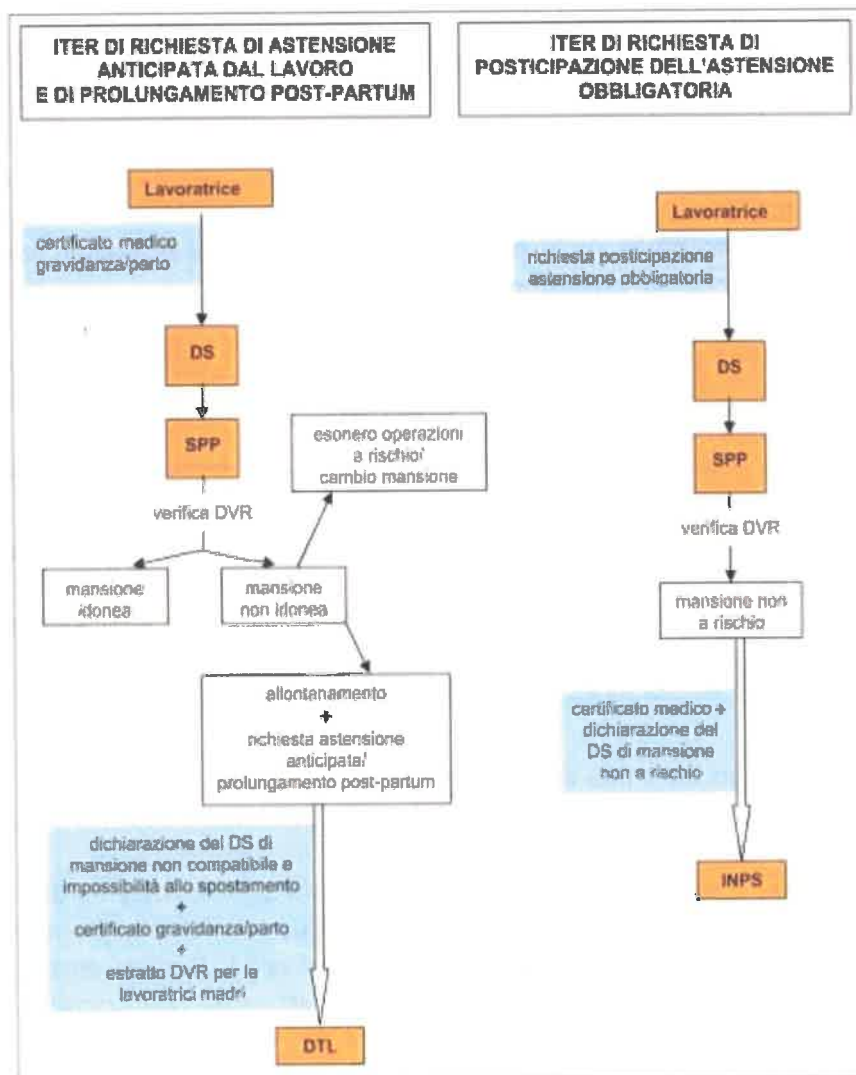 ITER DI RICHIESTA DI ASTENSIONE
ANTICIPATA DAL LAVORO
E DI PROLUNGAMENTO POST-PARTUM
Lavoratrice
certificato medico
gravidanza/parto
DS
SPP
verifica DVR
esonero operazioni
a rischio/
cambio mansione
mansione
idonea
mansione
non idonea
allontanamento
+
richiesta astensione
anticipata/
prolungamento post-partum
dichiarazione del DS di
mansione non compatibile e
impossibilità allo spostamento
+
certificato gravidanza/parto
+
estratto DVR per le
lavoratrici madri
DTL
ITER DI RICHIESTA DI
POSTICIPAZIONE DELL'ASTENSIONE
OBBLIGATORIA
Lavoratrice
richiesta posticipazione
astensione obbligatoria
DS
SPP
verifica DVR
mansione non
a rischio
certificato medico +
dichiarazione del
DS di mansione
non a rischio
INPS